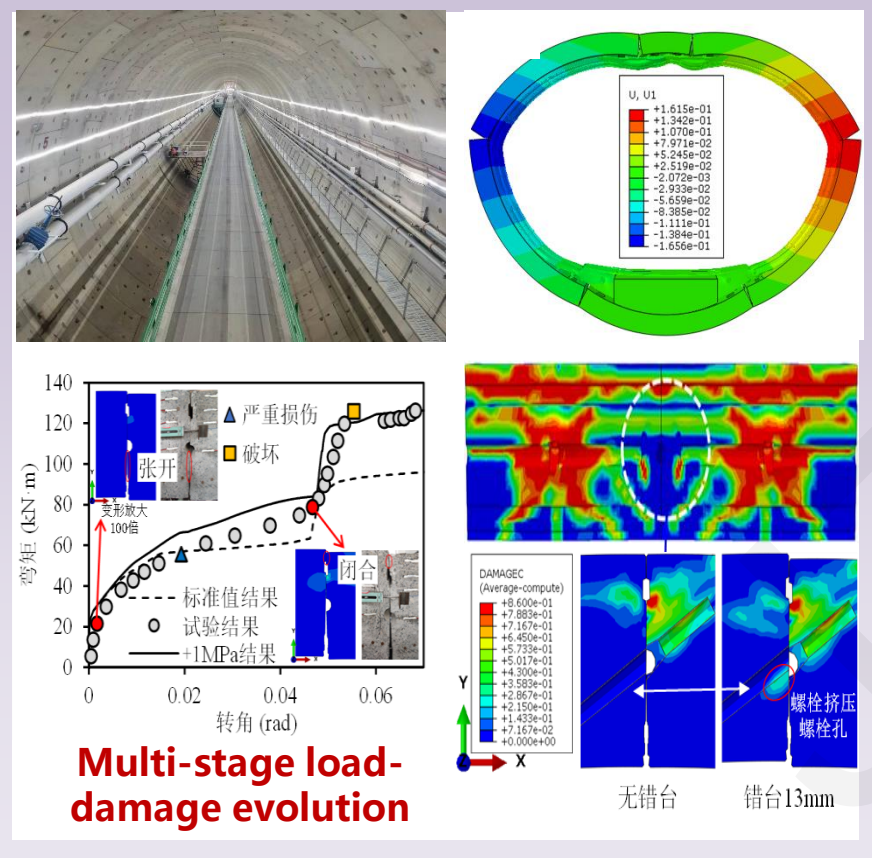 U, U1
+1.615e-01
+1.342e-01
+1.070e-01
+7.971e-02
+5.245e-02
+2.519e-02
-2.072e-03
-2.933e-02
-5.659e-02
-8.385e-02
-1.111e-01
-1.384e-01
-1.656e-01
140
120
100
80
60
40
20
0
弯矩 (kN·m)
0
0.02
0.04
0.06
转角 (rad)
严重损伤
破坏
张开
变形放大
100倍
闭合
标准值结果
试验结果
+1MPa结果
Multi-stage load-
damage evolution
DAMAGEC
(Average-compute)
+8.600e-01
+7.883e-01
+7.167e-01
+6.450e-01
+5.733e-01
+5.017e-01
+4.300e-01
+3.583e-01
+2.867e-01
+2.150e-01
+1.433e-01
+7.167e-02
+0.000e+00
Y
Z
X
螺栓挤压
螺栓孔
无错台
错台13mm